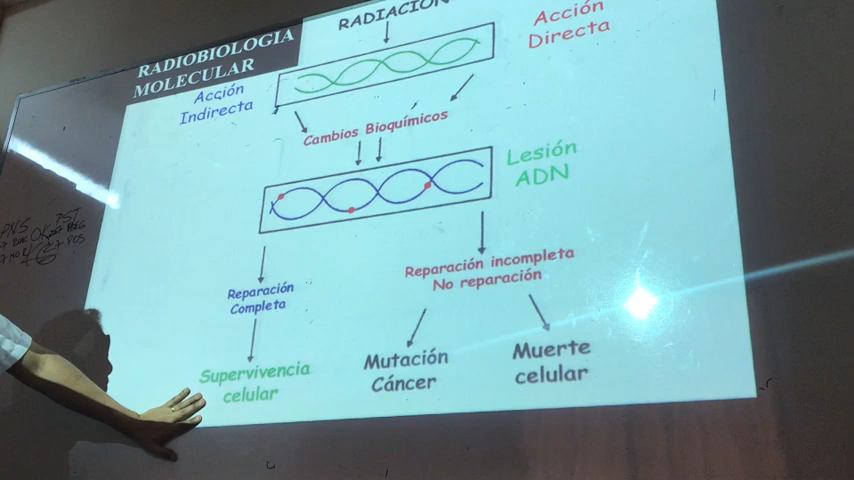 RADIACIÓN
RADIOBIOLOGIA
MOLECULAR
Acción
Directa
Acción
Indirecta
Cambios Bioquímicos
Lesión
ADN
Reparación
Completa
Reparación incompleta
No reparación
Supervivencia
celular
Mutación
Cáncer
Muerte
celular